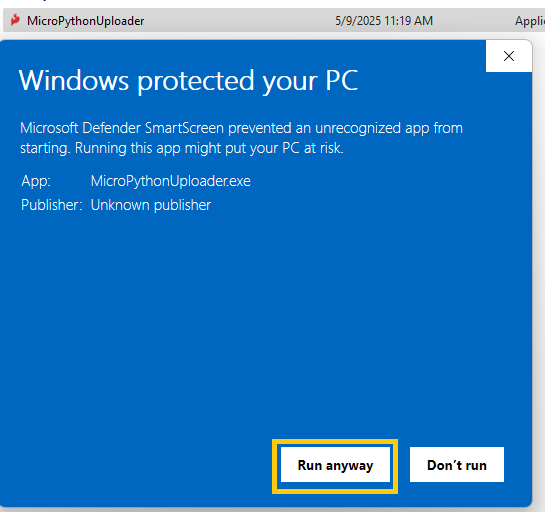 MicroPythonUploader 5/9/2025 11:19 AM
Windows protected your PC
Microsoft Defender SmartScreen prevented an unrecognized app from
starting. Running this app might put your PC at risk.
App: MicroPythonUploader.exe
Publisher: Unknown publisher
Run anyway Don't run